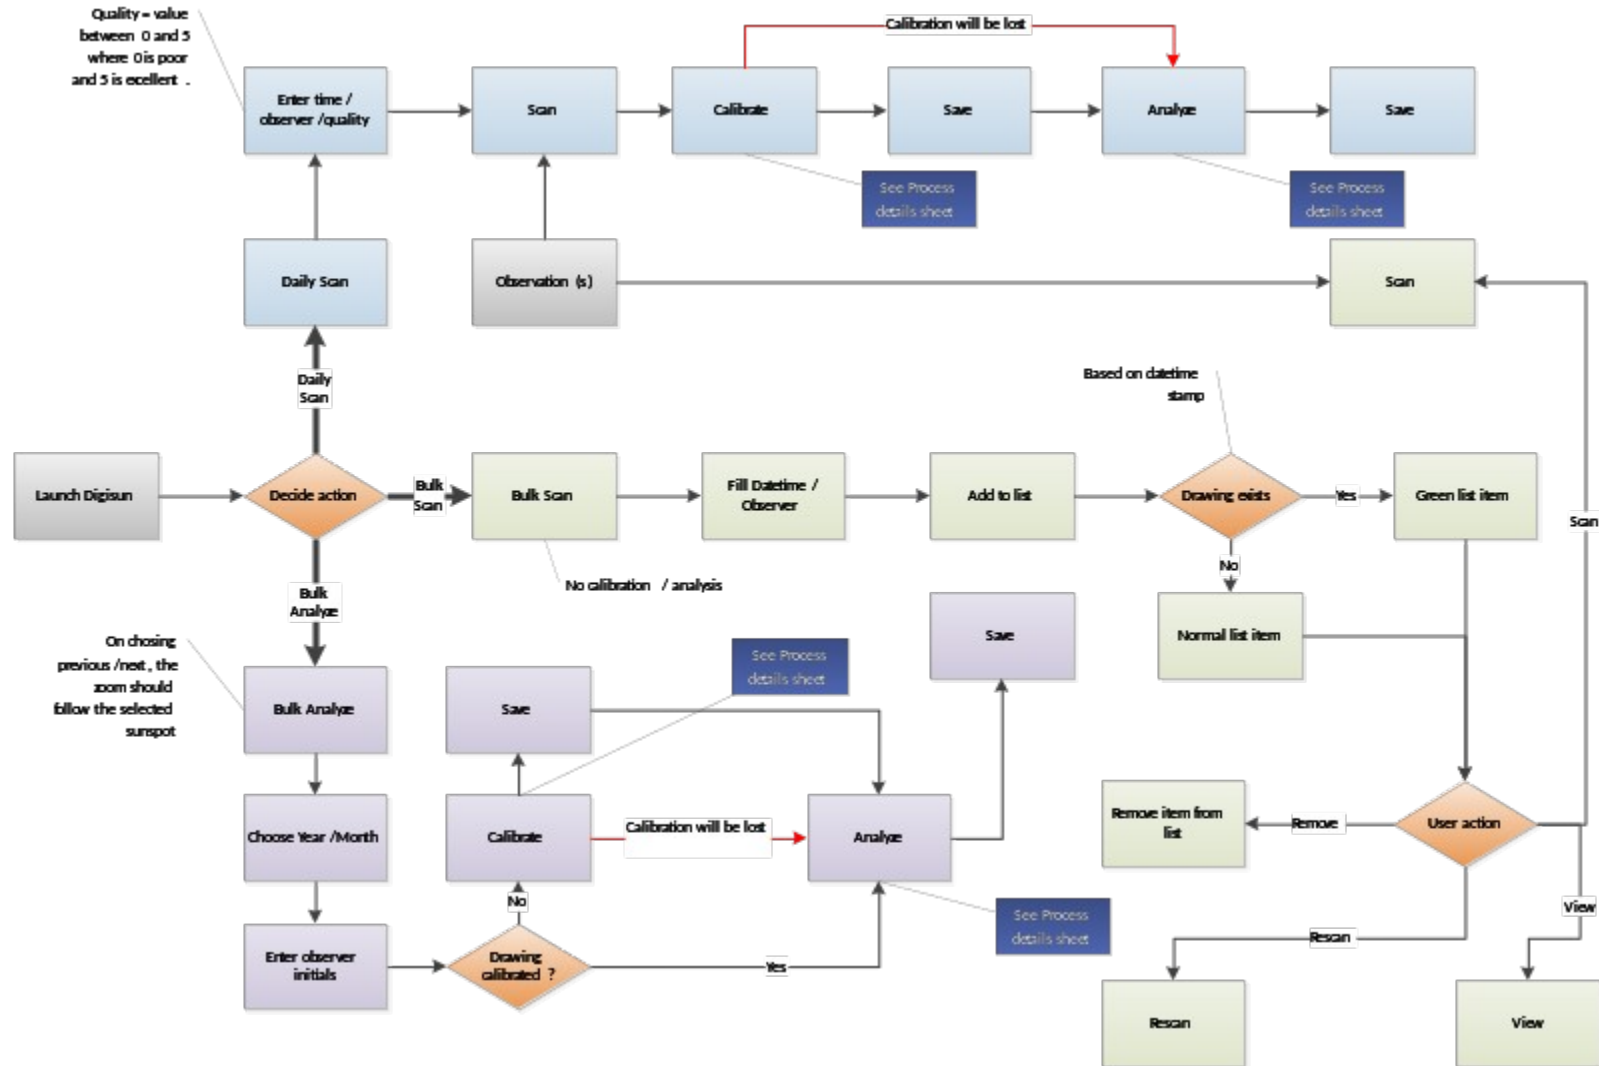 Quality = value
between 0 and 5
where 0 is poor
and 5 is ecellent .
Calibration will be lost
Enter time /
observer /quality
Scan
Calibrate
Save
Analyze
Save
See Process
details sheet
See Process
details sheet
Daily Scan
Observation (s)
Scan
Daily
Scan
Based on datetime
stamp
Launch Digisun
Decide action
Bulk
Scan
Bulk Scan
Fill Datetime /
Observer
Add to list
Drawing exists
Yes
Green list item
Scan
No
No calibration / analysis
Bulk
Analyze
On chosing
previous /next , the
zoom should
follow the selected
sunspot
Save
Normal list item
See Process
details sheet
Bulk Analyze
Save
Choose Year /Month
Calibrate
Calibration will be lost
Analyze
Remove item from
list
Remove
User action
No
See Process
details sheet
View
Rescan
Enter observer
initials
Drawing
calibrated ?
Yes
Rescan
View